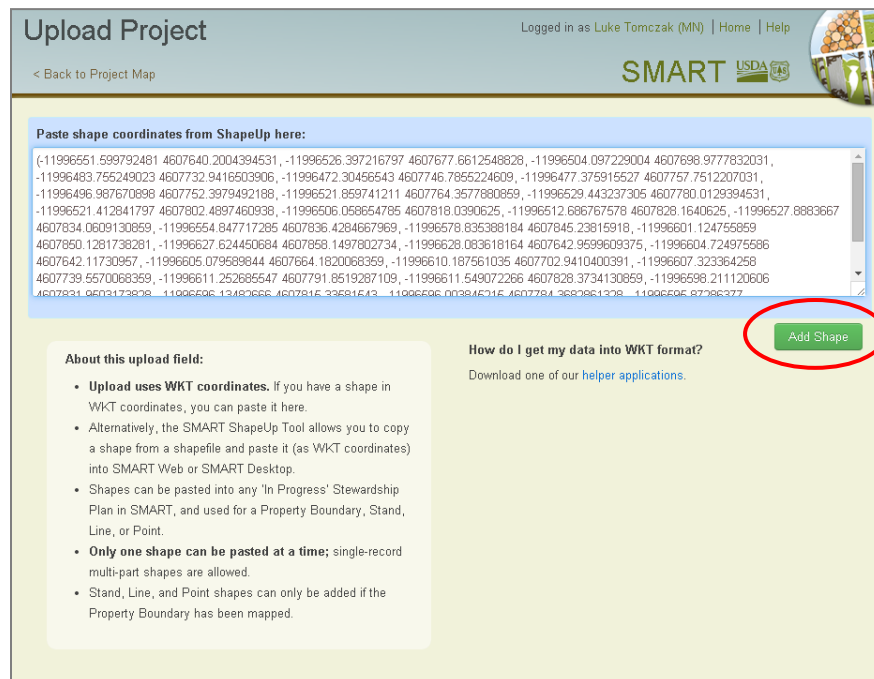 Upload Project
Logged in as Luke Tomczak (MN) | Home | Help
< Back to Project Map
SMART USDA
Paste shape coordinates from ShapeUp here:
(-11996551.599792481 4607640.2004394531, -11996526.397216797 4607677.6612548828, -11996504.097229004 4607698.9777832031,
-11996483.755249023 4607732.9416503906, -11996472.30456543 4607746.7855224609, -11996477.375915527 4607757.7512207031,
-11996496.987670898 4607752.3979492188, -11996521.859741211 4607764.3577880859, -11996529.443237305 4607780.0129394531,
-11996521.412841797 4607802.4897460938, -11996506.058654785 4607818.0390625, -11996512.686767578 4607828.1640625, -11996527.8883667
4607834.0609130859, -11996554.847717285 4607836.4284667969, -11996578.835388184 4607845.23815918, -11996601.124755859
4607850.1281738281, -11996627.624450684 4607858.1497802734, -11996628.083618164 4607642.9599609375, -11996604.724975586
4607642.11730957, -11996605.079589844 4607664.1820068359, -11996610.187561035 4607702.9410400391, -11996607.323364258
4607739.5570068359, -11996611.252685547 4607791.8519287109, -11996611.549072266 4607828.3734130859, -11996598.211120606
4607831.9503173828, -11996596.13482666 4607815.33581543, -11996596.003845215 4607784.3682861328, -11996595.87286377
Add Shape
About this upload field:
• Upload uses WKT coordinates. If you have a shape in
WKT coordinates, you can paste it here.
• Alternatively, the SMART ShapeUp Tool allows you to copy
a shape from a shapefile and paste it (as WKT coordinates)
into SMART Web or SMART Desktop.
• Shapes can be pasted into any 'In Progress' Stewardship
Plan in SMART, and used for a Property Boundary, Stand,
Line, or Point.
• Only one shape can be pasted at a time; single-record
multi-part shapes are allowed.
• Stand, Line, and Point shapes can only be added if the
Property Boundary has been mapped.
How do I get my data into WKT format?
Download one of our helper applications.